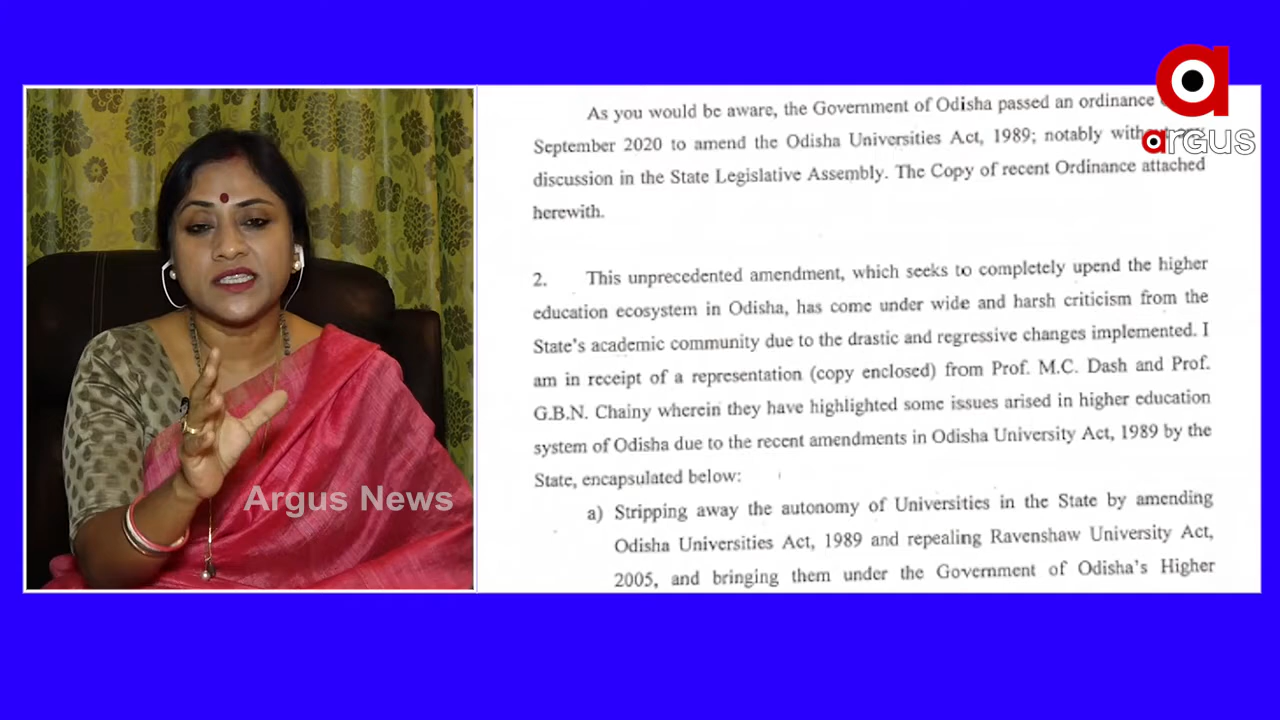 As you would be aware, the Government of Odisha passed an ordinance
September 2020 to amend the Odisha Universities Act, 1989; notably
discussion in the State Legislative Assembly. The Copy of recent Ordinance attached
herewith.
2. This unprecedented amendment, which seeks to completely upend the higher
education ecosystem in Odisha, has come under wide and harsh criticism from the
State's academic community due to the drastic and regressive changes implemented. I
am in receipt of a representation (copy enclosed) from Prof. M.C. Dash and Prof.
G.B.N. Chainy wherein they have highlighted some issues arised in higher education
system of Odisha due to the recent amendments in Odisha University Act, 1989 by the
State, encapsulated below:
a) Stripping away the autonomy of Universities in the State by amending
Odisha Universities Act, 1989 and repealing Ravenshaw University Act,
2005, and bringing them under the Government of Odisha's Higher
a
argus
Argus News